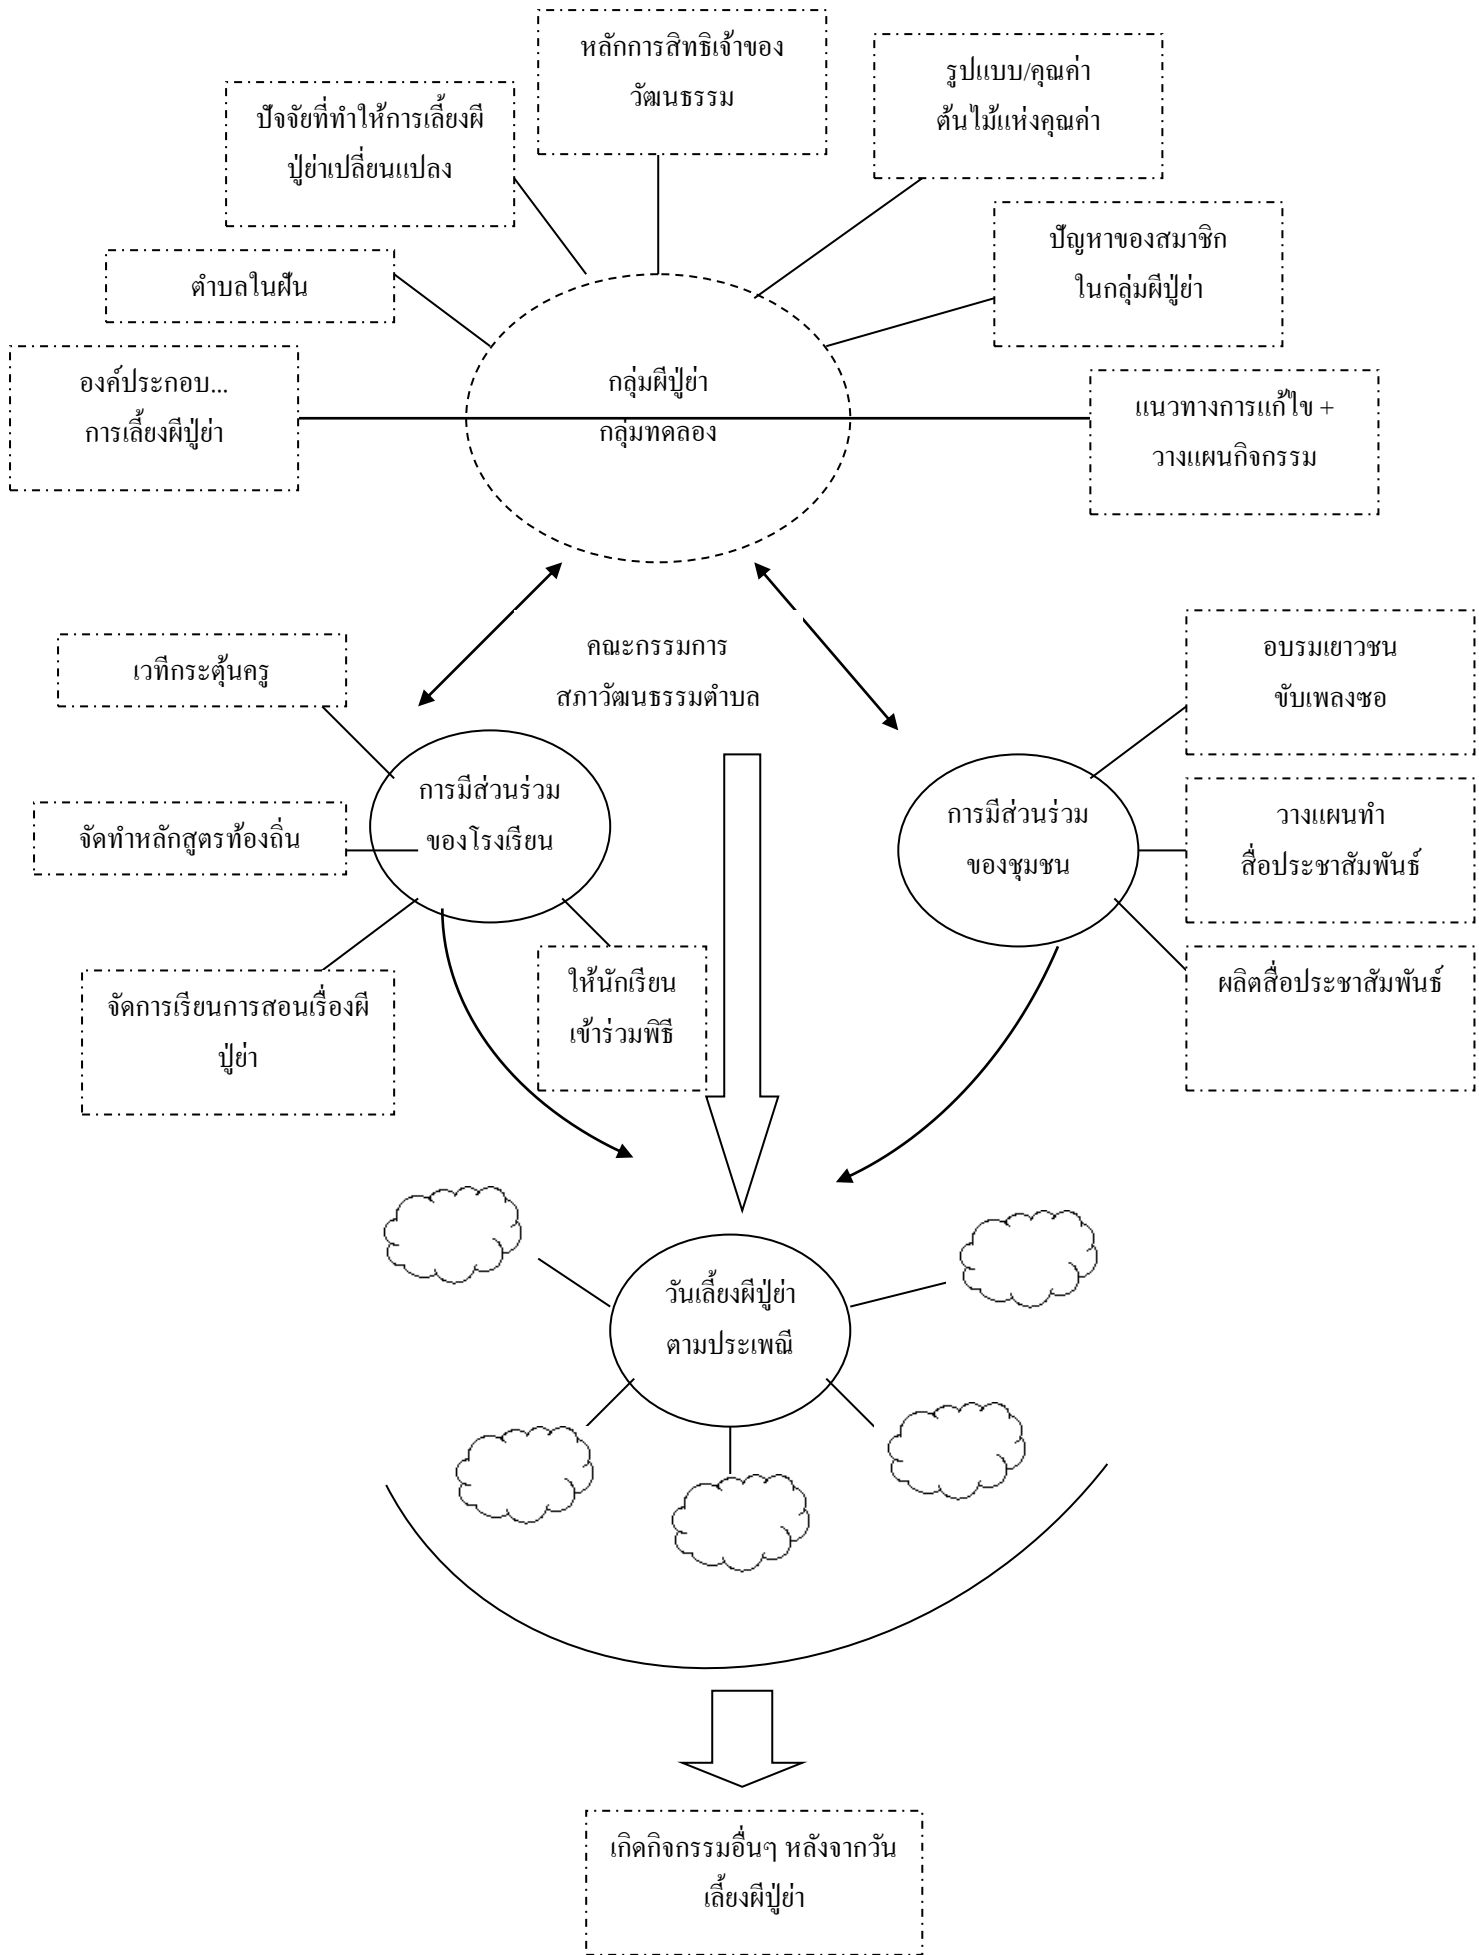 หลักการสิทธิเจ้าของ
วัฒนธรรม
รูปแบบ/คุณค่า
ต้นไม้แห่งคุณค่า
ปัจจัยที่ทำให้การเลี้ยงผี
ปู่ย่าเปลี่ยนแปลง
ปัญหาของสมาชิก
ในกลุ่มผีปู่ย่า
ตำบลในฝัน
องค์ประกอบ...
การเลี้ยงผีปู่ย่า
กลุ่มผีปู่ย่า
กลุ่มทดลอง
แนวทางการแก้ไข +
วางแผนกิจกรรม
คณะกรรมการ
สภาวัฒนธรรมตำบล
เวทีกระตุ้นครู
อบรมเยาวชน
ขับเพลงซอ
การมีส่วนร่วม
ของโรงเรียน
จัดทำหลักสูตรท้องถิ่น
การมีส่วนร่วม
ของชุมชน
วางแผนทำ
สื่อประชาสัมพันธ์
จัดการเรียนการสอนเรื่องผี
ปู่ย่า
ให้นักเรียน
เข้าร่วมพิธี
ผลิตสื่อประชาสัมพันธ์
วันเลี้ยงผีปู่ย่า
ตามประเพณี
เกิดกิจกรรมอื่นๆ หลังจากวัน
เลี้ยงผีปู่ย่า